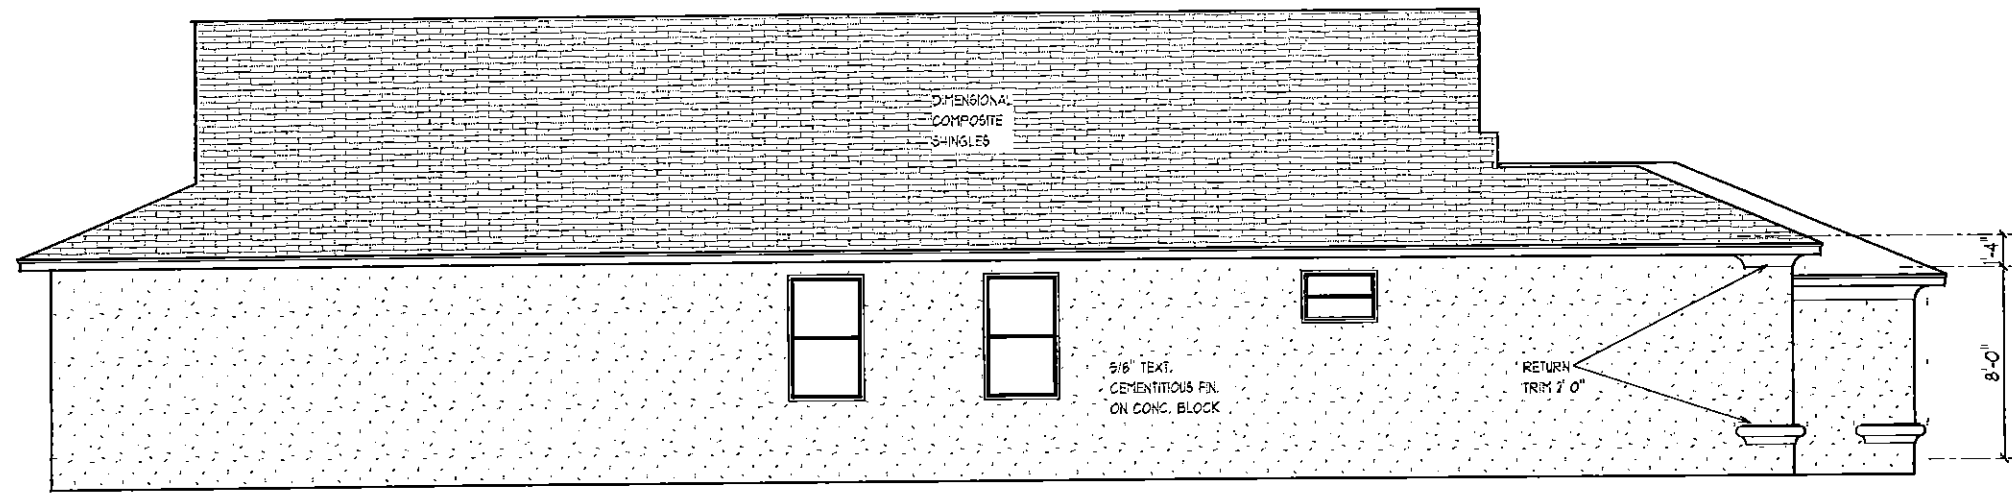 DIMENSIONAL
COMPOSITE
SHINGLES
5/8" TEXT.
CEMENTITIOUS FIN.
ON CONC. BLOCK
RETURN
TRIM 2' 0"
1'-4"
8'-0"